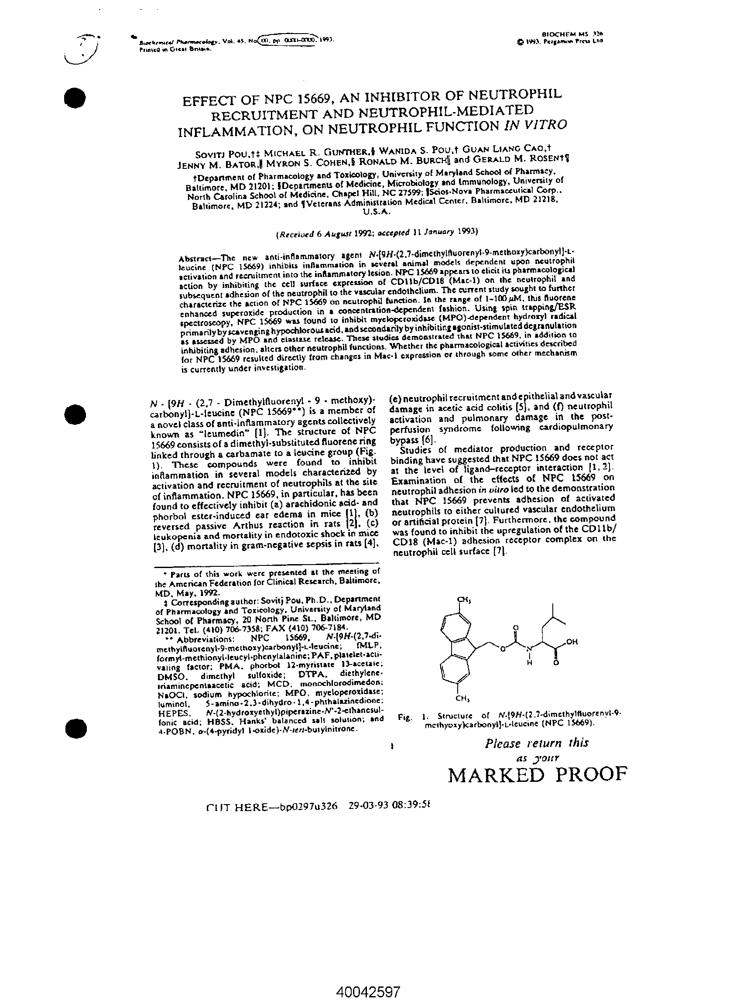 Biochemical Pharmacology, Vol. 45, No. 00, pp. 0000–0000, 1993.
Printed in Great Britain.
BIOCHEM MS 326
© 1993. Pergamon Press Ltd
EFFECT OF NPC 15669, AN INHIBITOR OF NEUTROPHIL
RECRUITMENT AND NEUTROPHIL-MEDIATED
INFLAMMATION, ON NEUTROPHIL FUNCTION IN VITRO
SOVITJ POU,†‡ MICHAEL R. GUNTHER,§ WANIDA S. POU,† GUAN LIANG CAO,†
JENNY M. BATOR,‖ MYRON S. COHEN,§ RONALD M. BURCH‖ and GERALD M. ROSEN†¶
†Department of Pharmacology and Toxicology, University of Maryland School of Pharmacy,
Baltimore, MD 21201; §Departments of Medicine, Microbiology and Immunology, University of
North Carolina School of Medicine, Chapel Hill, NC 27599; ‖Scios-Nova Pharmaceutical Corp.,
Baltimore, MD 21224; and ¶Veterans Administration Medical Center, Baltimore, MD 21218,
U.S.A.
(Received 6 August 1992; accepted 11 January 1993)
Abstract—The new anti-inflammatory agent N-[9H-(2,7-dimethylfluorenyl-9-methoxy)carbonyl]-L-
leucine (NPC 15669) inhibits inflammation in several animal models dependent upon neutrophil
activation and recruitment into the inflammatory lesion. NPC 15669 appears to elicit its pharmacological
action by inhibiting the cell surface expression of CD11b/CD18 (Mac-1) on the neutrophil and
subsequent adhesion of the neutrophil to the vascular endothelium. The current study sought to further
characterize the action of NPC 15669 on neutrophil function. In the range of 1–100 µM, this fluorene
enhanced superoxide production in a concentration-dependent fashion. Using spin trapping/ESR
spectroscopy, NPC 15669 was found to inhibit myeloperoxidase (MPO)-dependent hydroxyl radical
primarily by scavenging hypochlorous acid, and secondarily by inhibiting agonist-stimulated degranulation
as assessed by MPO and elastase release. These studies demonstrated that NPC 15669, in addition to
inhibiting adhesion, alters other neutrophil functions. Whether the pharmacological activities described
for NPC 15669 resulted directly from changes in Mac-1 expression or through some other mechanism
is currently under investigation.
N - [9H - (2,7 - Dimethylfluorenyl - 9 - methoxy)-
carbonyl]-L-leucine (NPC 15669**) is a member of
a novel class of anti-inflammatory agents collectively
known as "leumedin" [1]. The structure of NPC
15669 consists of a dimethyl-substituted fluorene ring
linked through a carbamate to a leucine group (Fig.
1). These compounds were found to inhibit
inflammation in several models characterized by
activation and recruitment of neutrophils at the site
of inflammation. NPC 15669, in particular, has been
found to effectively inhibit (a) arachidonic acid- and
phorbol ester-induced ear edema in mice [1], (b)
reversed passive Arthus reaction in rats [2], (c)
leukopenia and mortality in endotoxic shock in mice
[3], (d) mortality in gram-negative sepsis in rats [4],
* Parts of this work were presented at the meeting of
the American Federation for Clinical Research, Baltimore,
MD, May, 1992.
‡ Corresponding author: Sovitj Pou, Ph.D., Department
of Pharmacology and Toxicology, University of Maryland
School of Pharmacy, 20 North Pine St., Baltimore, MD
21201. Tel. (410) 706-7358; FAX (410) 706-7184.
** Abbreviations: NPC 15669, N-[9H-(2,7-di-
methylfluorenyl-9-methoxy)carbonyl]-L-leucine; fMLP,
formyl-methionyl-leucyl-phenylalanine; PAF, platelet-acti-
vating factor; PMA, phorbol 12-myristate 13-acetate;
DMSO, dimethyl sulfoxide; DTPA, diethylene-
triaminepentaacetic acid; MCD, monochlorodimedon;
NaOCl, sodium hypochlorite; MPO, myeloperoxidase;
luminol, 5-amino-2,3-dihydro-1,4-phthalazinedione;
HEPES, N-(2-hydroxyethyl)piperazine-N'-2-ethanesul-
fonic acid; HBSS, Hanks' balanced salt solution; and
4-POBN, α-(4-pyridyl 1-oxide)-N-tert-butylnitrone.
(e) neutrophil recruitment and epithelial and vascular
damage in acetic acid colitis [5], and (f) neutrophil
activation and pulmonary damage in the post-
perfusion syndrome following cardiopulmonary
bypass [6].
Studies of mediator production and receptor
binding have suggested that NPC 15669 does not act
at the level of ligand–receptor interaction [1, 2].
Examination of the effects of NPC 15669 on
neutrophil adhesion in vitro led to the demonstration
that NPC 15669 prevents adhesion of activated
neutrophils to either cultured vascular endothelium
or artificial protein [7]. Furthermore, the compound
was found to inhibit the upregulation of the CD11b/
CD18 (Mac-1) adhesion receptor complex on the
neutrophil cell surface [7].
CH₃
O
O
N
H
OH
O
CH₃
Fig. 1. Structure of N-[9H-(2,7-dimethylfluorenyl-9-
methyoxy)carbonyl]-L-leucine (NPC 15669).
1
Please return this
as your
MARKED PROOF
CUT HERE—bp0297u326 29-03-93 08:39:58
40042597